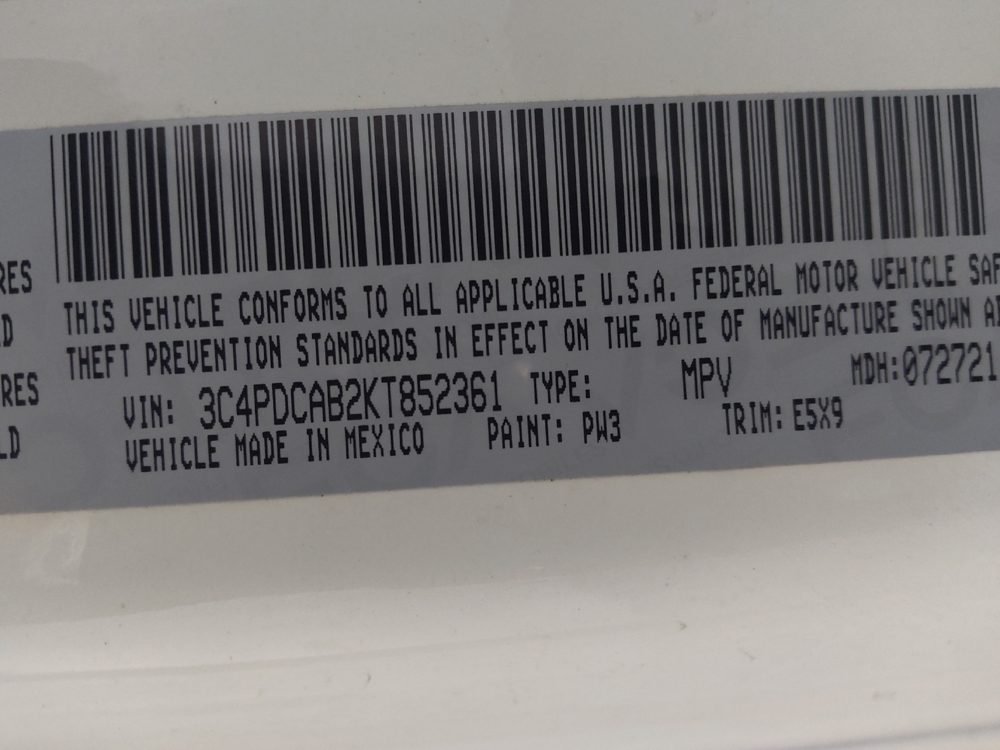 THIS VEHICLE CONFORMS TO ALL APPLICABLE U.S.A. FEDERAL MOTOR VEHICLE SAF
THEFT PREVENTION STANDARDS IN EFFECT ON THE DATE OF MANUFACTURE SHOWN A
VIN: 3C4PDCAB2KT852361 TYPE: MPV MDH:072721
VEHICLE MADE IN MEXICO PAINT: PW3 TRIM: E5X9
RES
D
RES
LD